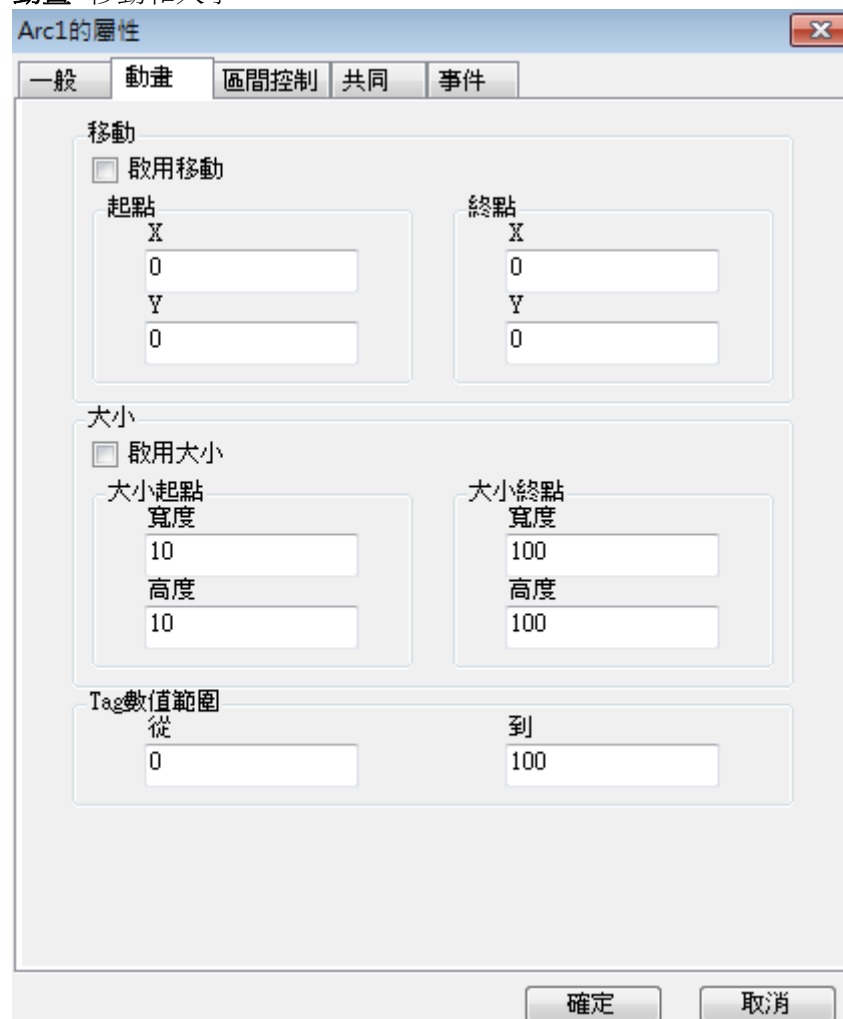 Arc1的屬性
一般 動畫 區間控制 共同 事件
移動
啟用移動
起點 終點
X X
0 0
Y Y
0 0
大小
啟用大小
大小起點 大小終點
寬度 寬度
10 100
高度 高度
10 100
Tag數值範圍
從 到
0 100
確定 取消